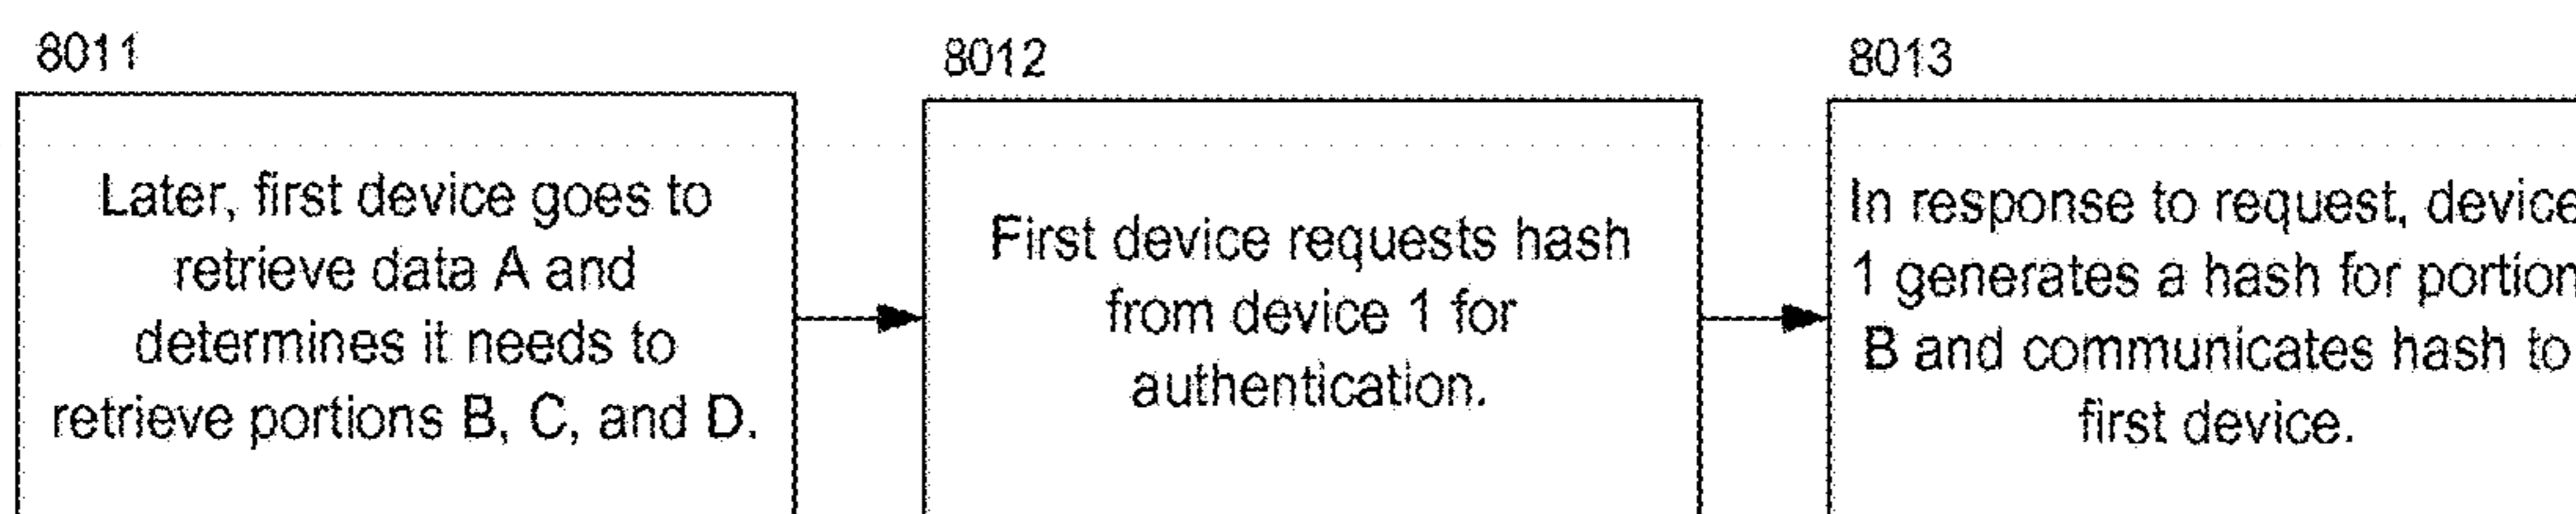 8011
Later, first device goes to
retrieve data A and
determines it needs to
retrieve portions B, C, and D.
8012
First device requests hash
from device 1 for
authentication.
8013
In response to request, device
1 generates a hash for portion
B and communicates hash to
first device.